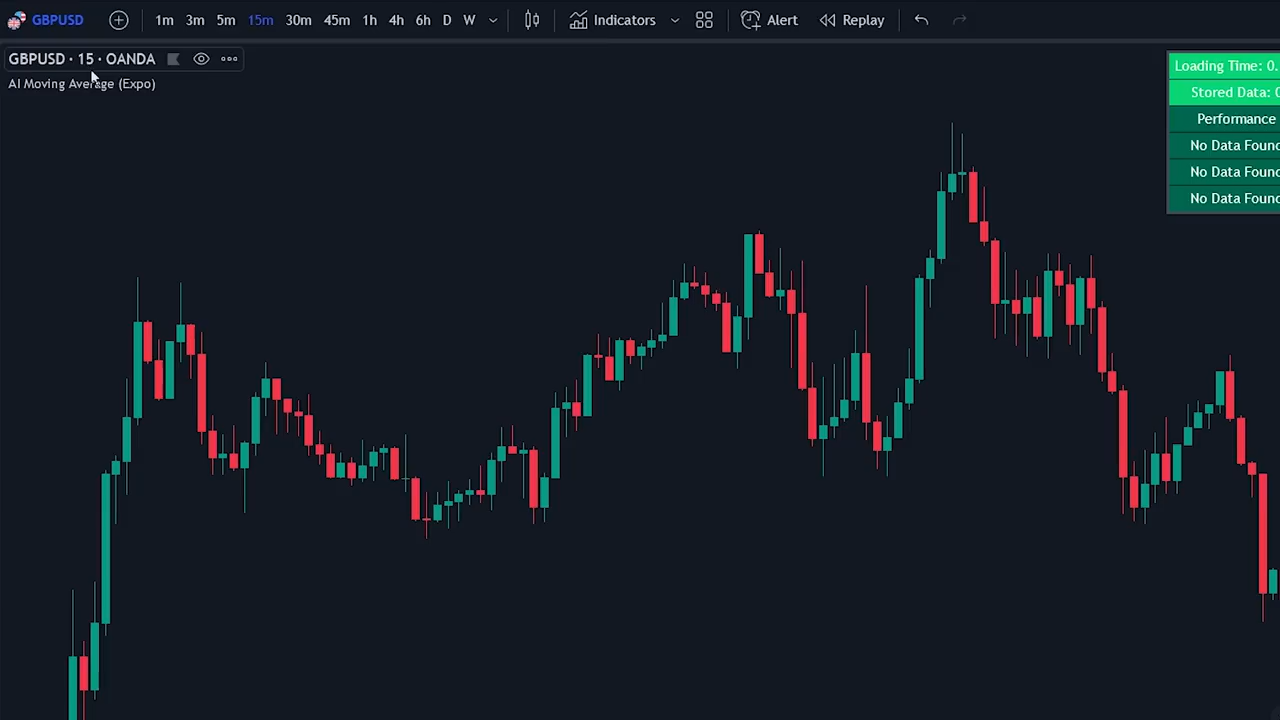 GBPUSD 1m 3m 5m 15m 30m 45m 1h 4h 6h D W Indicators Alert Replay
GBPUSD · 15 · OANDA
AI Moving Average (Expo)
Loading Time: 0.
Stored Data: 0
Performance
No Data Found
No Data Found
No Data Found